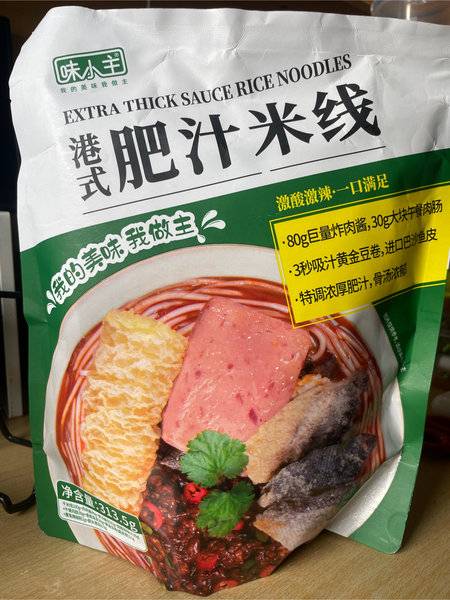 味小主
我的美味我做主
EXTRA THICK SAUCE RICE NOODLES
港式肥汁米线
激酸激辣·一口满足
·80g巨量炸肉酱,30g大块午餐肉肠
·3秒吸汁黄金豆卷,进口巴沙鱼皮
·特调浓厚肥汁,骨汤浓郁
我的美味 我做主
净含量:313.5g